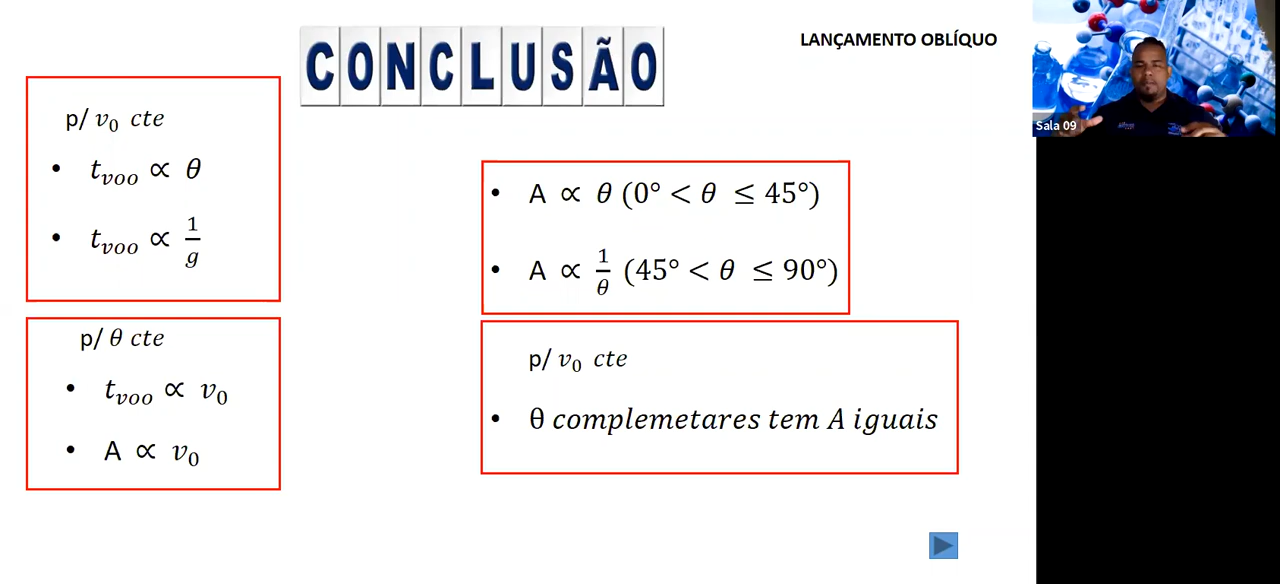 CONCLUSÃO
LANÇAMENTO OBLÍQUO
Sala 09
p/ v₀ cte
• t_voo ∝ θ
• t_voo ∝ 1/g
p/ θ cte
• t_voo ∝ v₀
• A ∝ v₀
• A ∝ θ (0° < θ ≤ 45°)
• A ∝ 1/θ (45° < θ ≤ 90°)
p/ v₀ cte
• θ complemetares tem A iguais